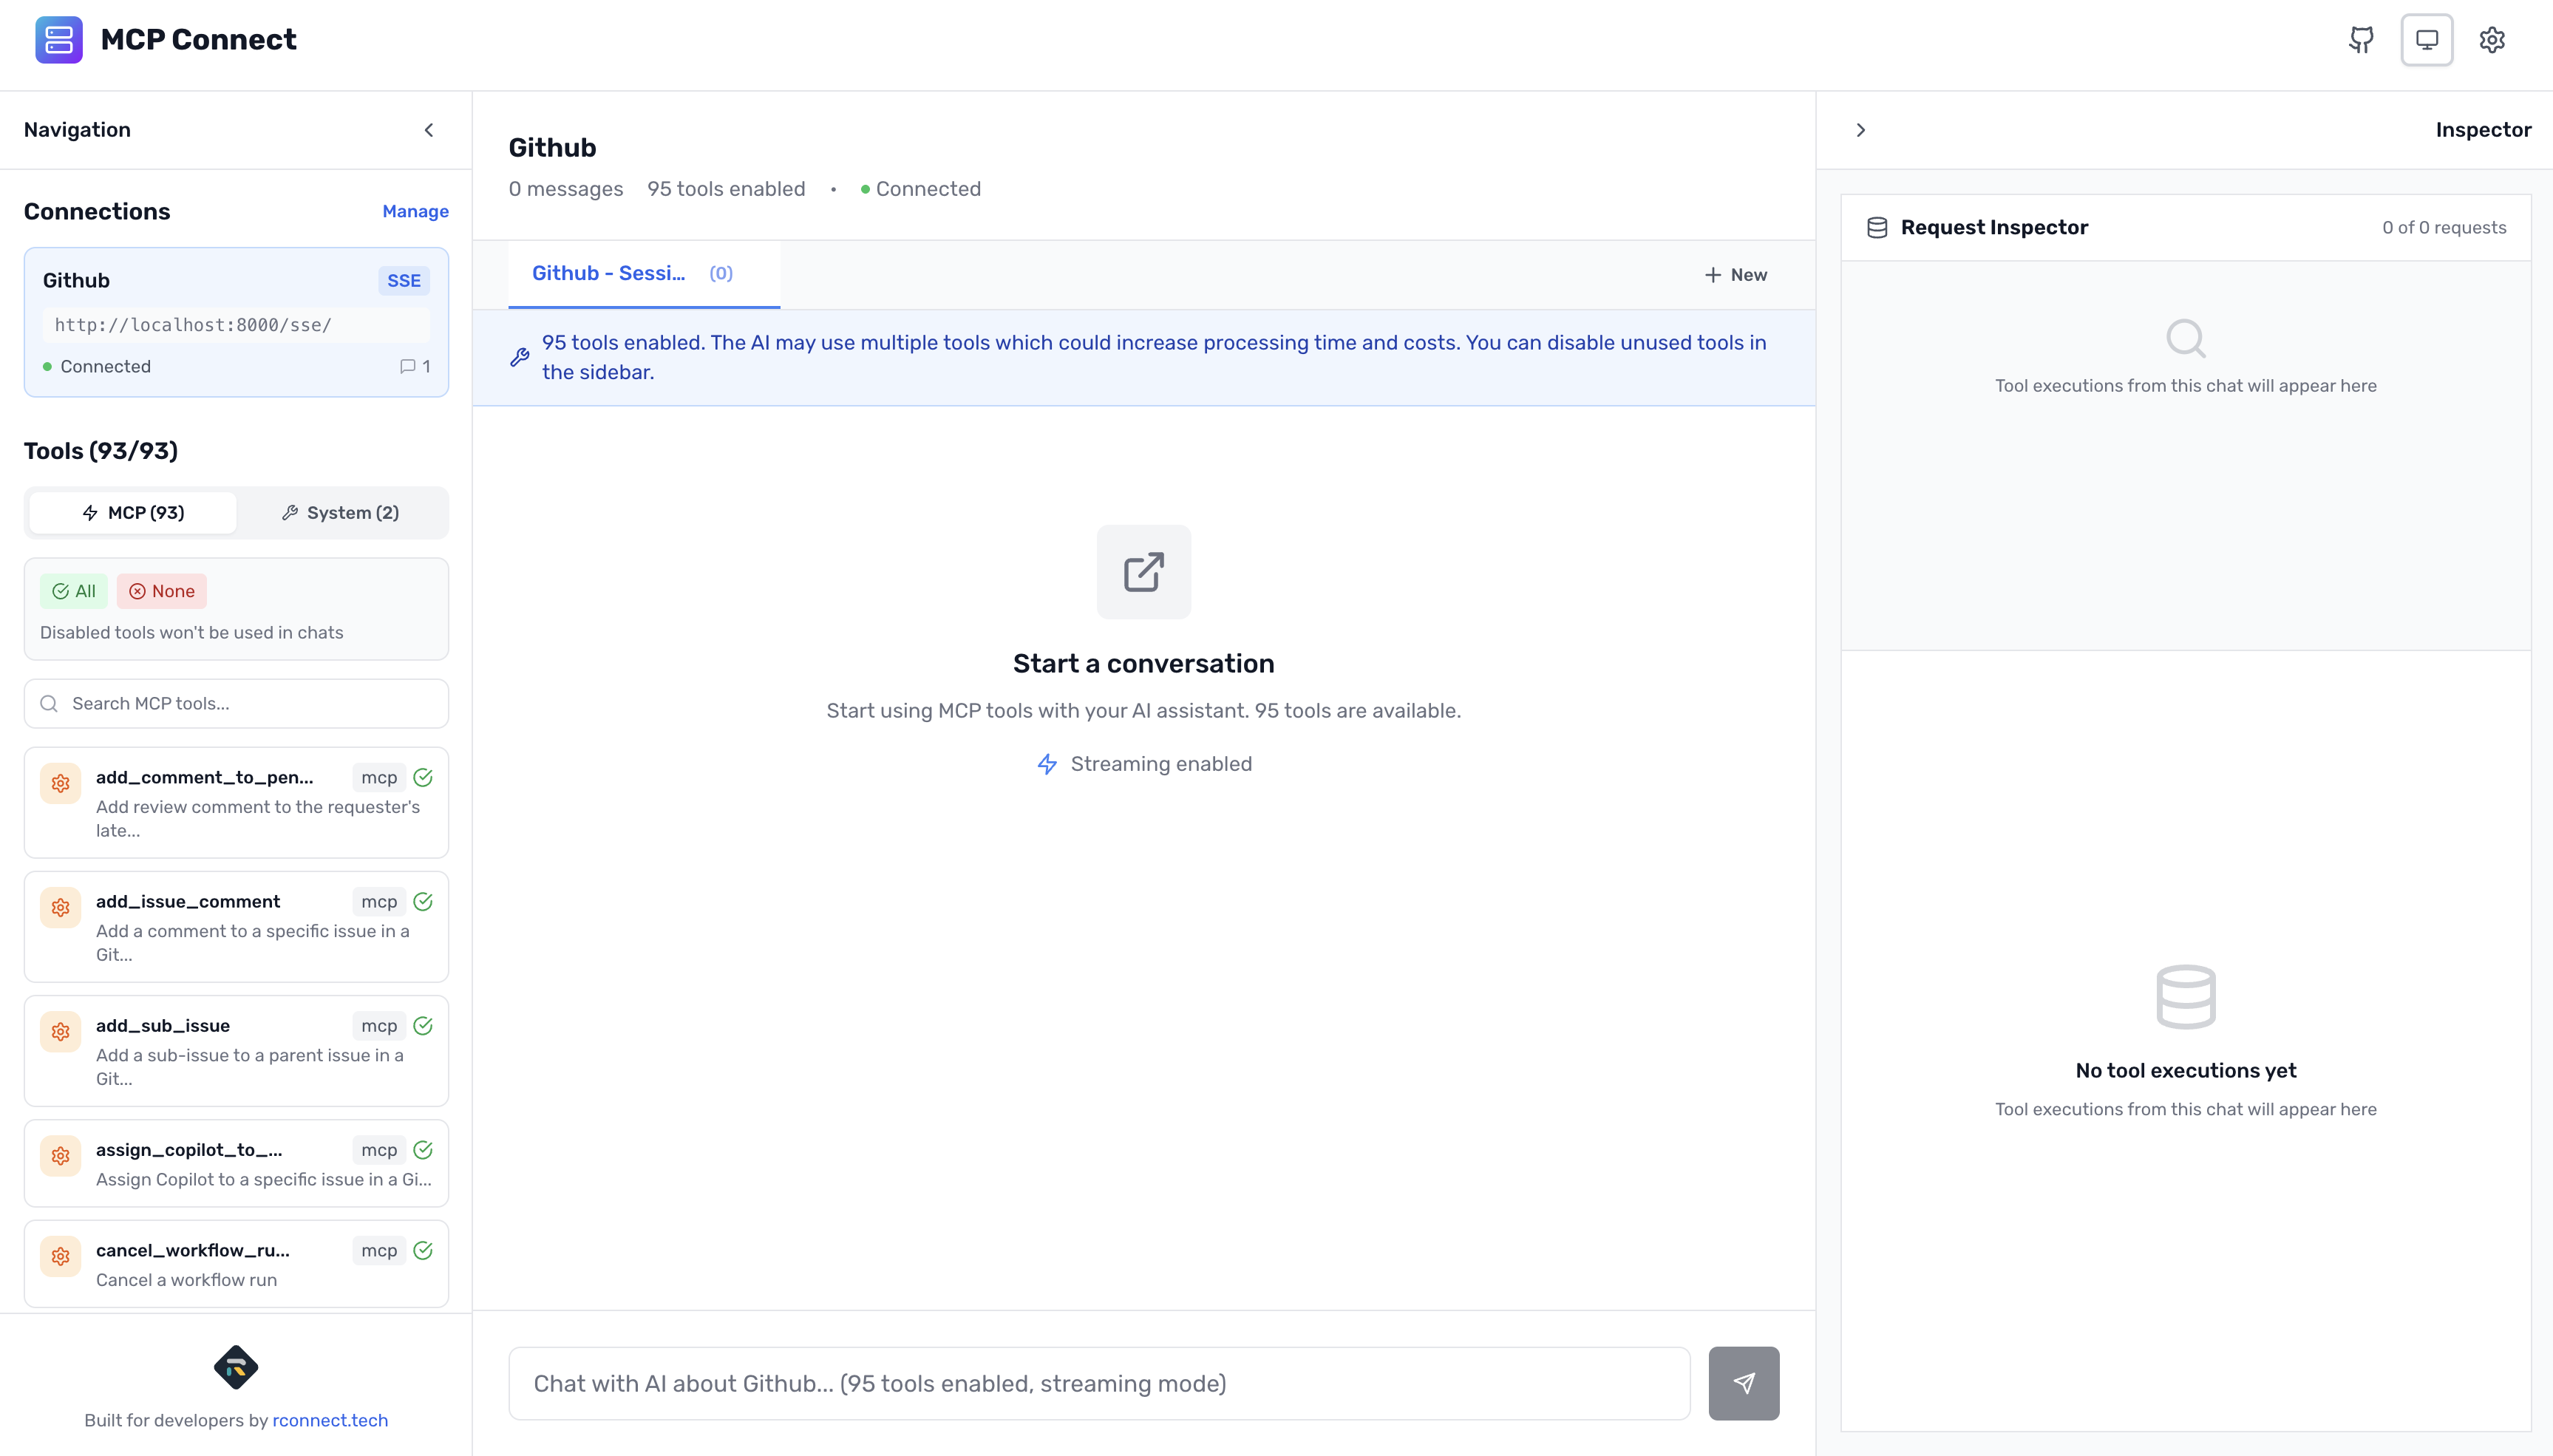 MCP Connect
Navigation
Connections
Manage
Github
SSE
http://localhost:8000/sse/
Connected
1
Tools (93/93)
MCP (93)
System (2)
All
None
Disabled tools won't be used in chats
Search MCP tools...
add_comment_to_pen...
mcp
Add review comment to the requester's
late...
add_issue_comment
mcp
Add a comment to a specific issue in a
Git...
add_sub_issue
mcp
Add a sub-issue to a parent issue in a
Git...
assign_copilot_to_...
mcp
Assign Copilot to a specific issue in a Gi...
cancel_workflow_ru...
mcp
Cancel a workflow run
Built for developers by rconnect.tech
Github
0 messages 95 tools enabled • Connected
Github - Sessi... (0)
New
95 tools enabled. The AI may use multiple tools which could increase processing time and costs. You can disable unused tools in
the sidebar.
Start a conversation
Start using MCP tools with your AI assistant. 95 tools are available.
Streaming enabled
Chat with AI about Github... (95 tools enabled, streaming mode)
Inspector
Request Inspector
0 of 0 requests
Tool executions from this chat will appear here
No tool executions yet
Tool executions from this chat will appear here